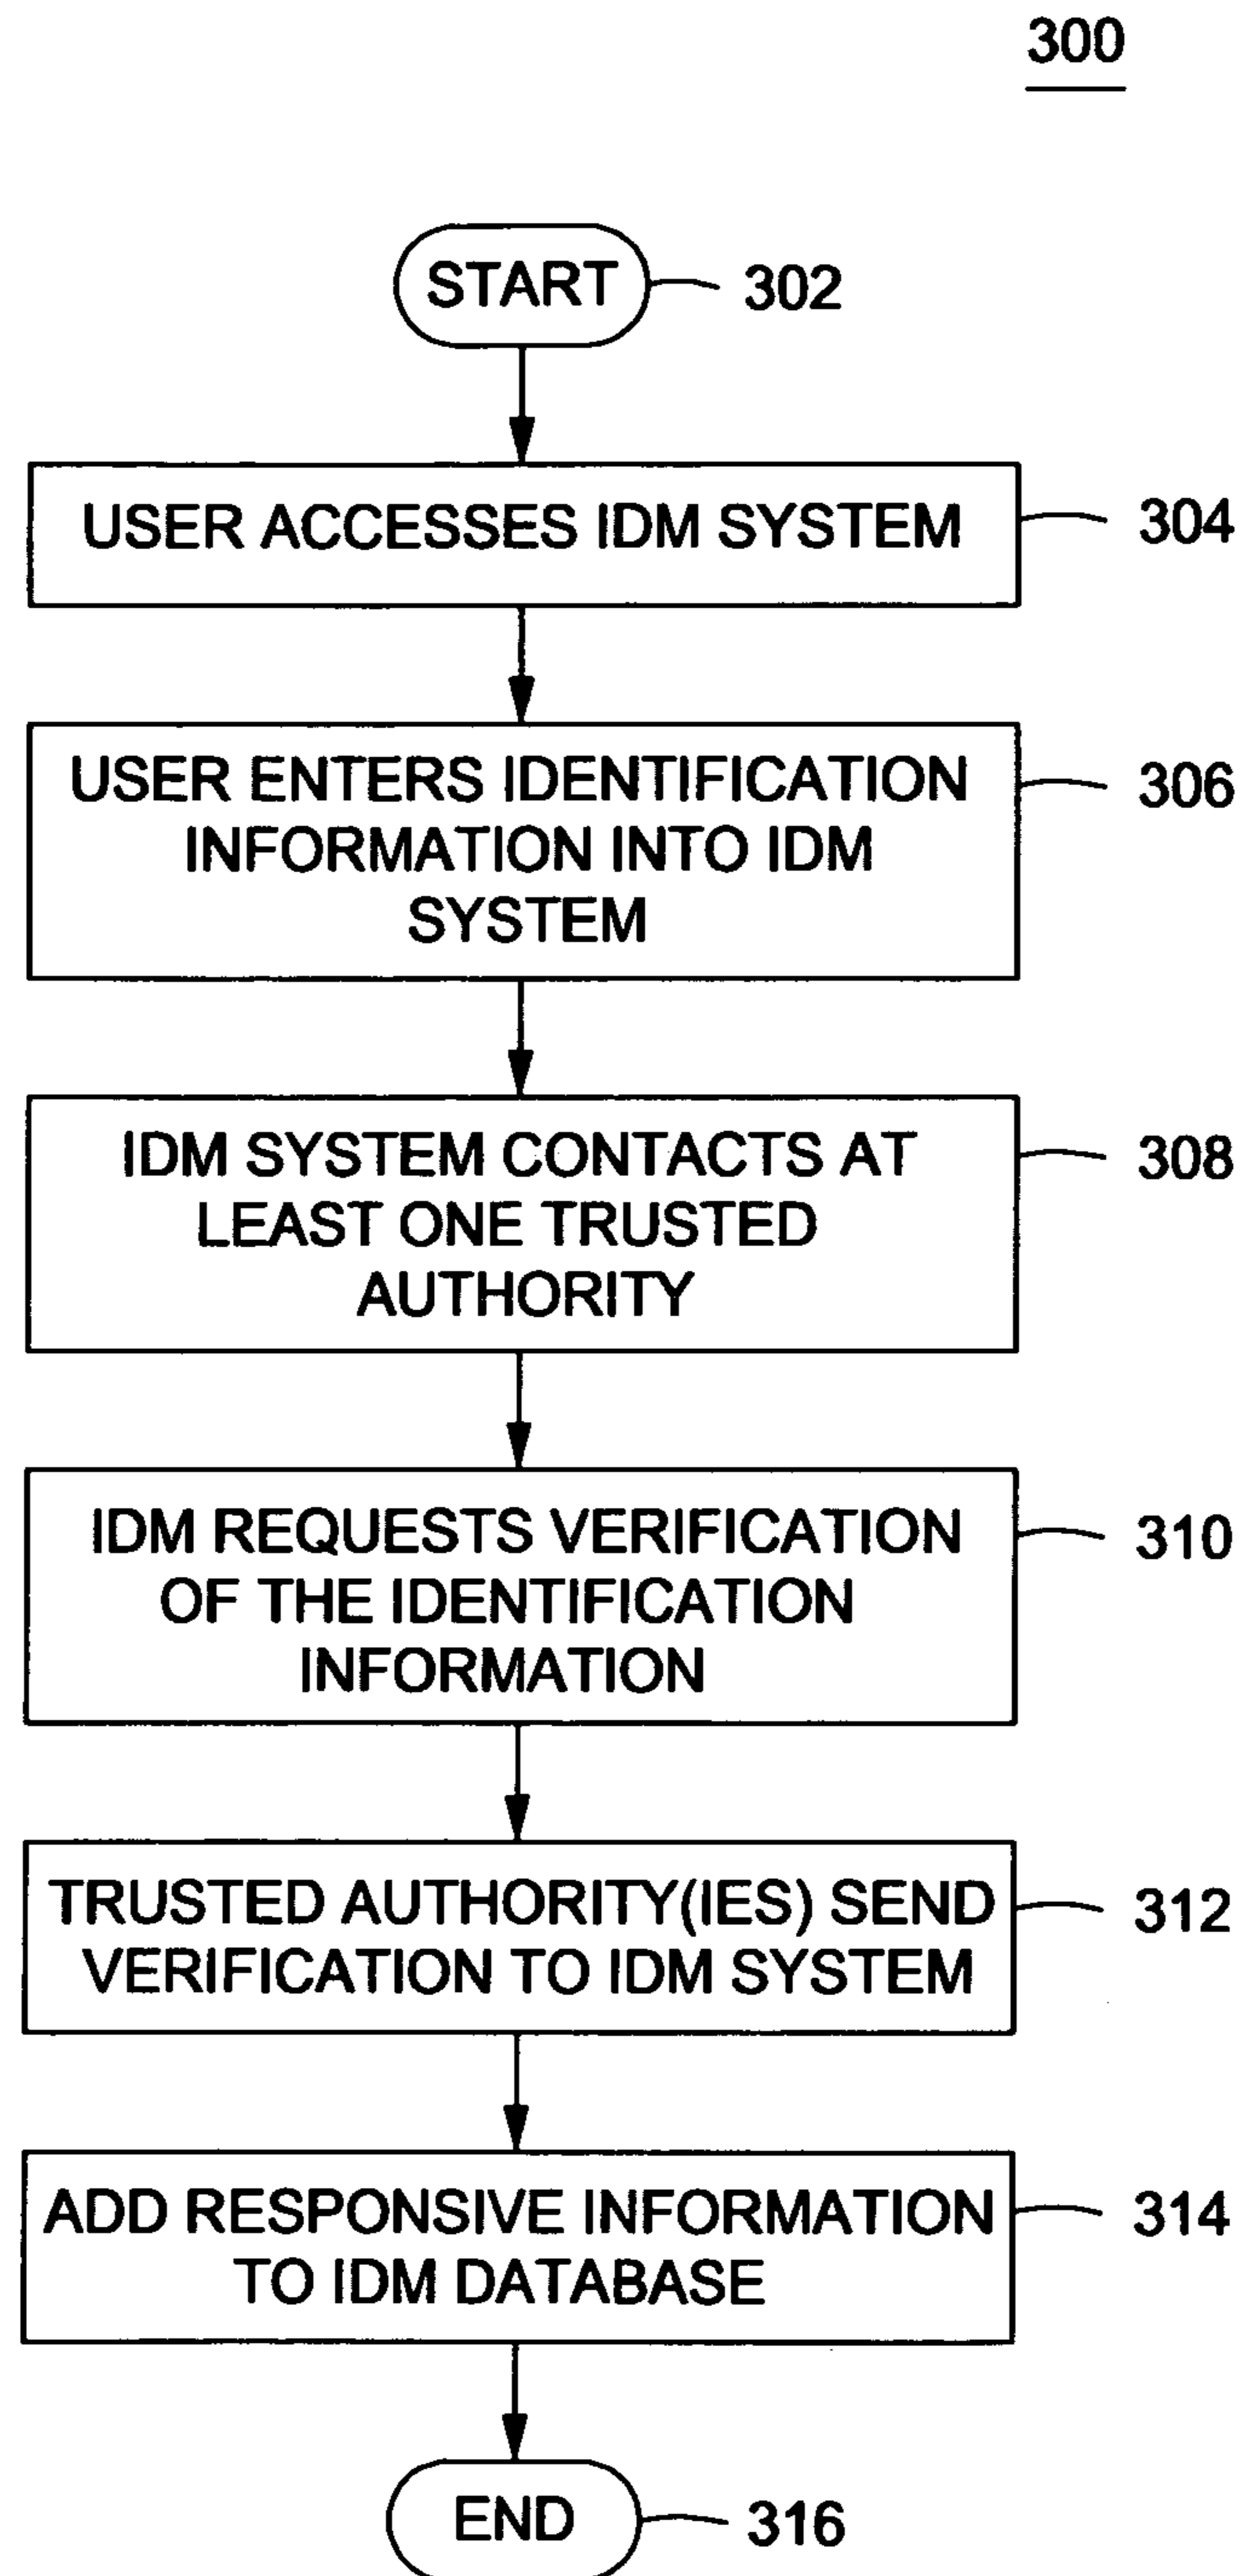 300
START
302
USER ACCESSES IDM SYSTEM
304
USER ENTERS IDENTIFICATION
INFORMATION INTO IDM
SYSTEM
306
IDM SYSTEM CONTACTS AT
LEAST ONE TRUSTED
AUTHORITY
308
IDM REQUESTS VERIFICATION
OF THE IDENTIFICATION
INFORMATION
310
TRUSTED AUTHORITY(IES) SEND
VERIFICATION TO IDM SYSTEM
312
ADD RESPONSIVE INFORMATION
TO IDM DATABASE
314
END
316